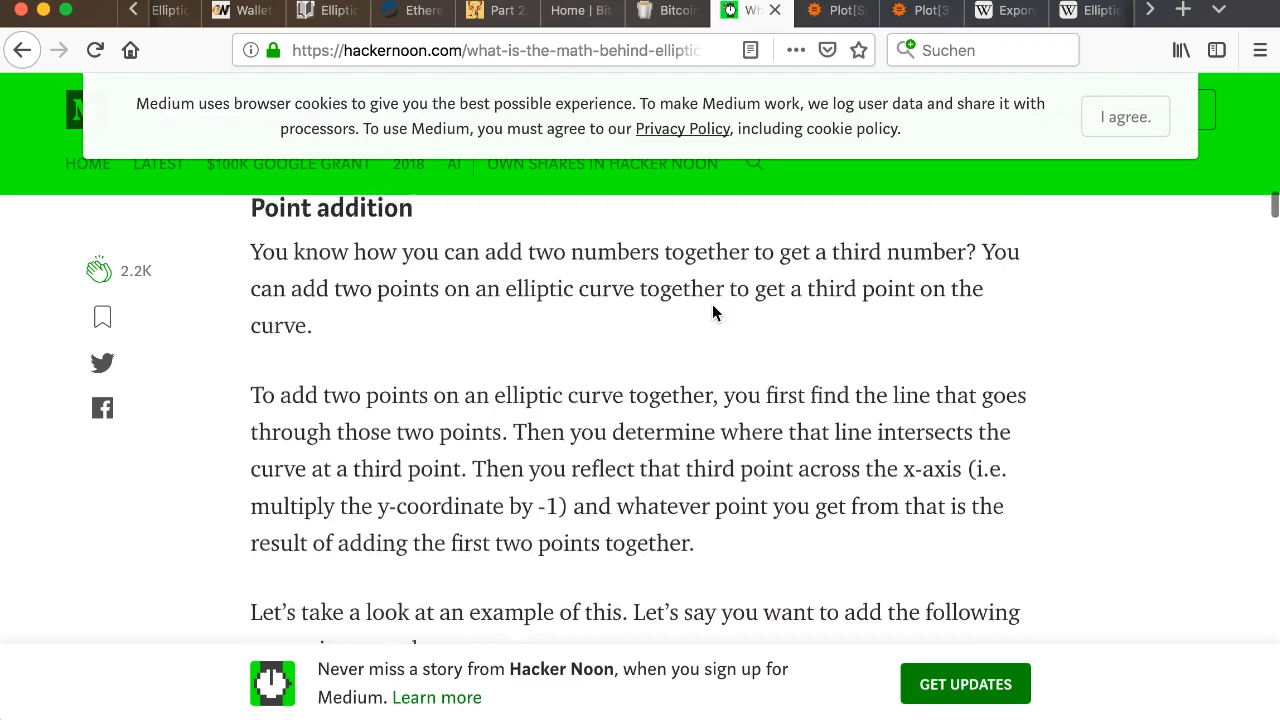 Elliptic
Wallet
Elliptic
Ethere
Part 2
Home | Bit
Bitcoin
Wh
Plot[S
Plot[3
Expon
Elliptic
https://hackernoon.com/what-is-the-math-behind-elliptic
Suchen
Medium uses browser cookies to give you the best possible experience. To make Medium work, we log user data and share it with
processors. To use Medium, you must agree to our Privacy Policy, including cookie policy.
I agree.
HOME LATEST $100K GOOGLE GRANT 2018 AI OWN SHARES IN HACKER NOON
Point addition
You know how you can add two numbers together to get a third number? You
can add two points on an elliptic curve together to get a third point on the
curve.
2.2K
To add two points on an elliptic curve together, you first find the line that goes
through those two points. Then you determine where that line intersects the
curve at a third point. Then you reflect that third point across the x-axis (i.e.
multiply the y-coordinate by -1) and whatever point you get from that is the
result of adding the first two points together.
Let’s take a look at an example of this. Let’s say you want to add the following
Never miss a story from Hacker Noon, when you sign up for
Medium. Learn more
GET UPDATES